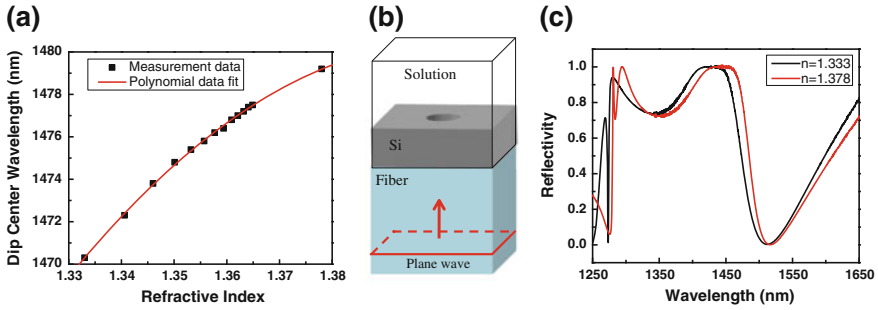 (a)
Dip Center Wavelength (nm)
1480
1478
1476
1474
1472
1470
1.33
1.34
1.35
1.36
1.37
1.38
Refractive Index
Measurement data
Polynomial data fit
(b)
Solution
Si
Fiber
Plane wave
(c)
Reflectivity
1.0
0.8
0.6
0.4
0.2
0.0
1250
1350
1450
1550
1650
Wavelength (nm)
n=1.333
n=1.378